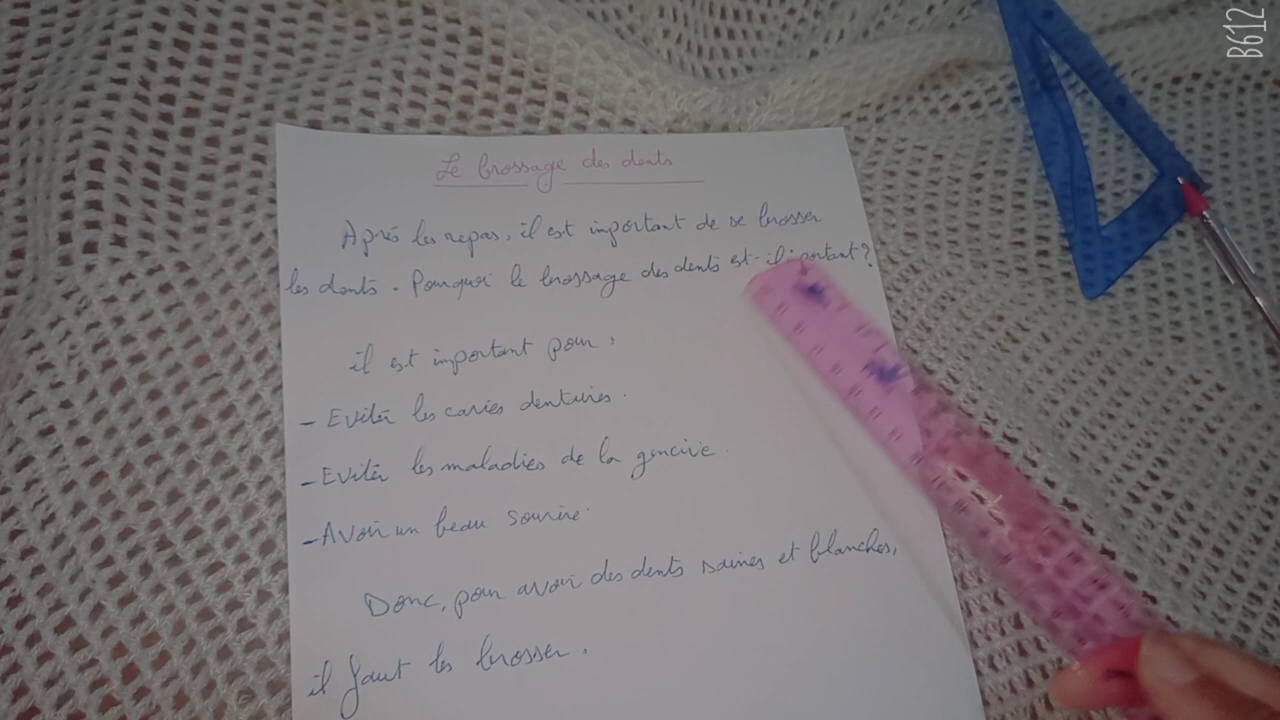 Le brossage des dents
Après les repas, il est important de se brosser
les dents. Pourquoi le brossage des dents est-il portant?
il est important pour :
- Eviter les caries dentures.
- Eviter les maladies de la gencive.
- Avoir un beau sourire.
Donc, pour avoir des dents saines et blanches,
il faut les brosser.
B612